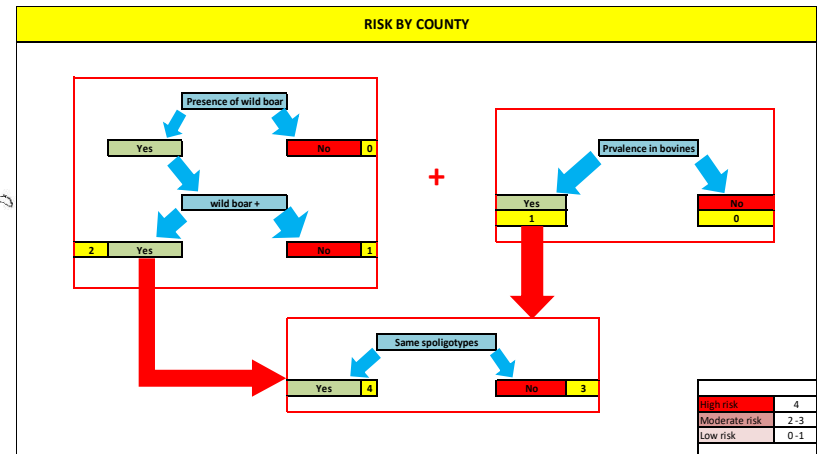 RISK BY COUNTY
Presence of wild boar
Yes
No 0
wild boar +
2 Yes
No 1
+
Prvalence in bovines
Yes
No
1
0
Same spoligotypes
Yes 4
No 3
High risk 4
Moderate risk 2-3
Low risk 0-1